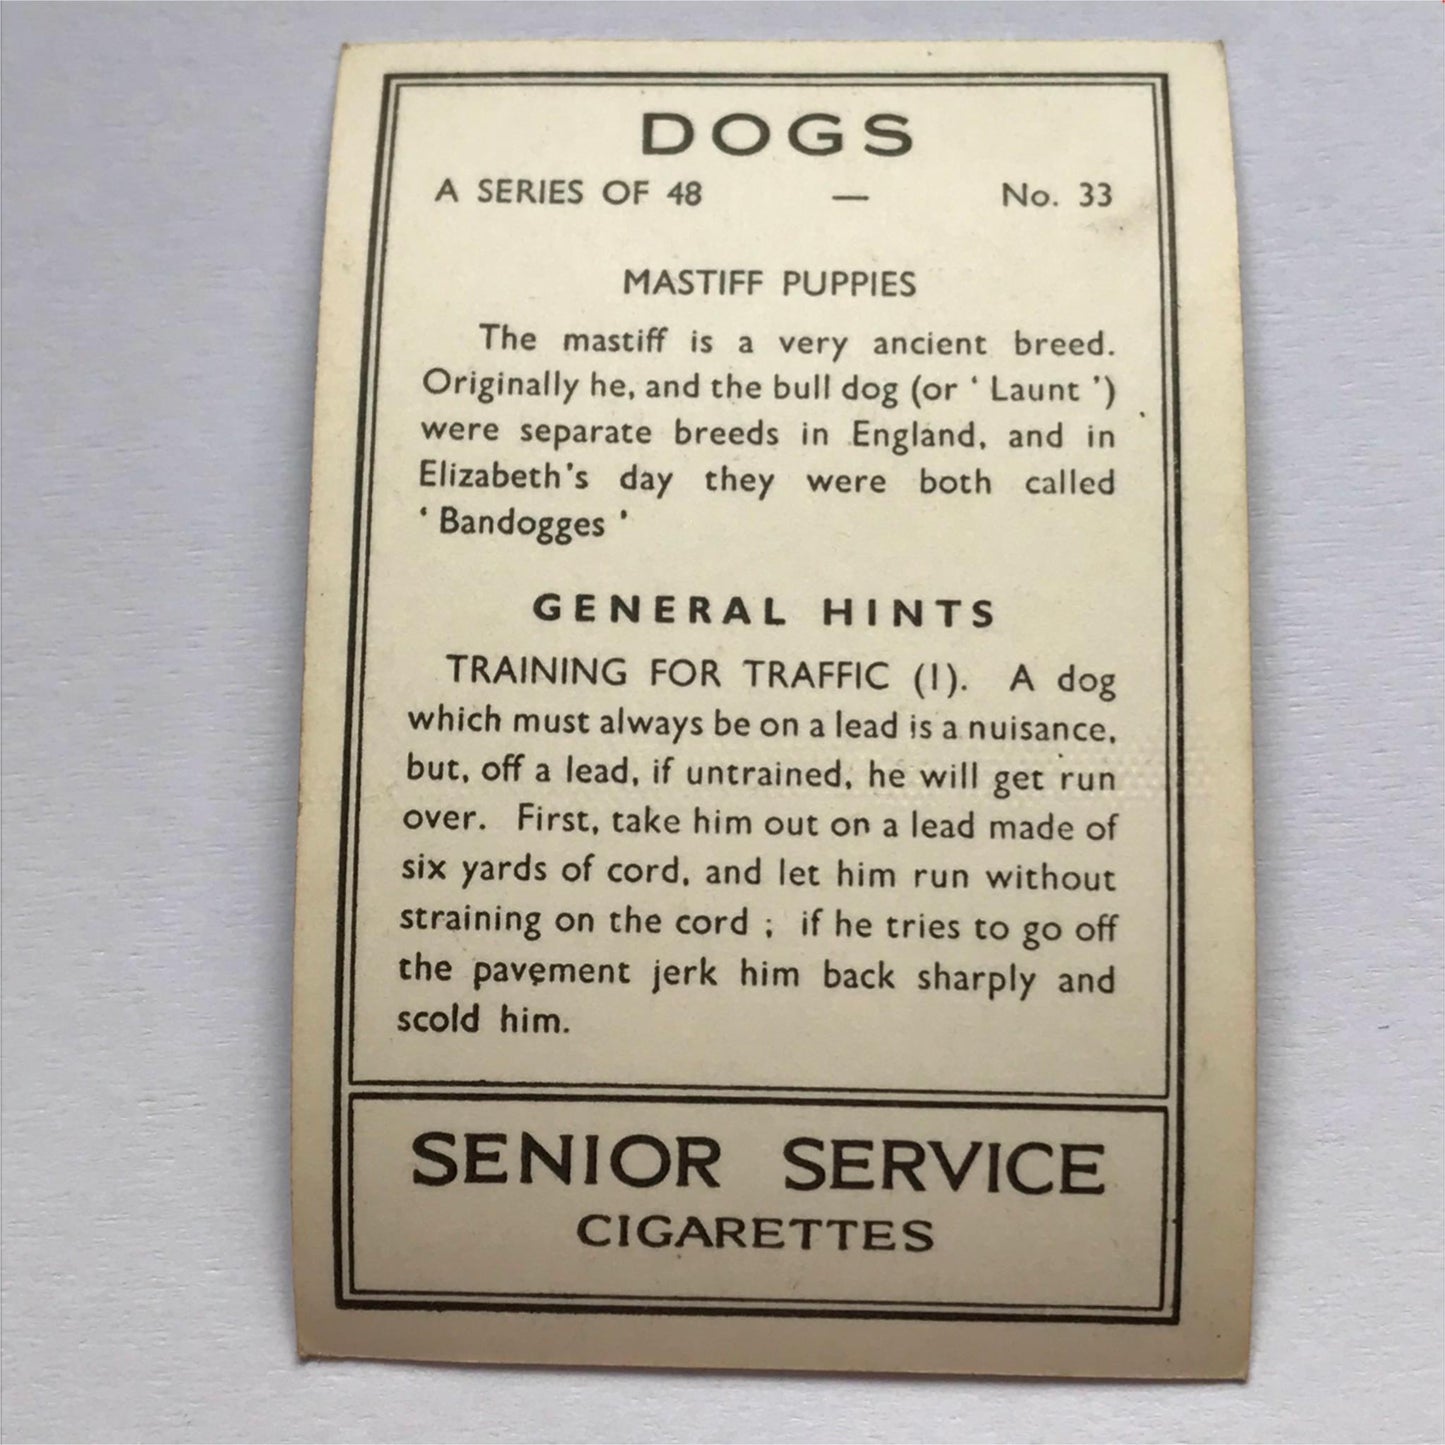 DOGS
A SERIES OF 48 — No. 33
MASTIFF PUPPIES
The mastiff is a very ancient breed.
Originally he, and the bull dog (or ‘ Launt ’)
were separate breeds in England, and in
Elizabeth's day they were both called
‘ Bandogges ’
GENERAL HINTS
TRAINING FOR TRAFFIC (1). A dog
which must always be on a lead is a nuisance,
but, off a lead, if untrained, he will get run
over. First, take him out on a lead made of
six yards of cord, and let him run without
straining on the cord ; if he tries to go off
the pavement jerk him back sharply and
scold him.
SENIOR SERVICE
CIGARETTES